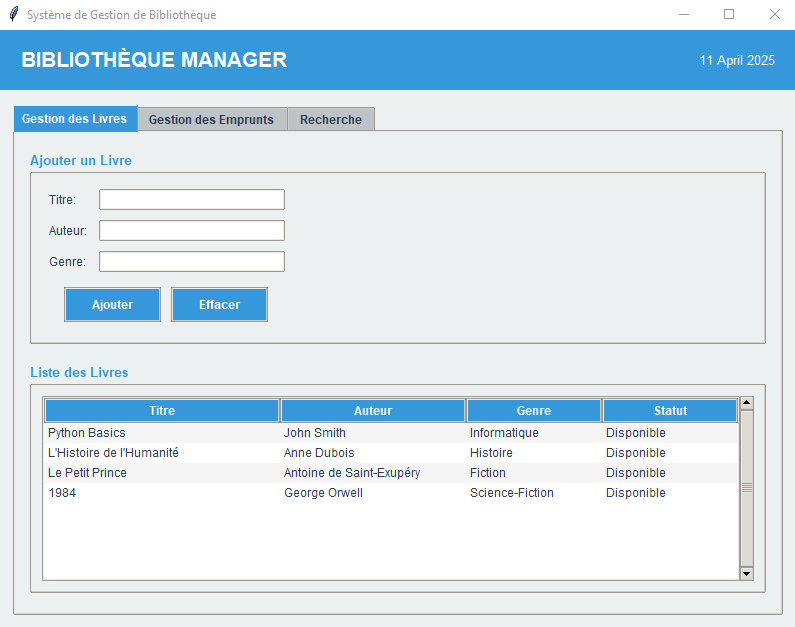 Système de Gestion de Bibliothèque
BIBLIOTHÈQUE MANAGER
11 April 2025
Gestion des Livres Gestion des Emprunts Recherche
Ajouter un Livre
Titre:
Auteur:
Genre:
Ajouter Effacer
Liste des Livres
Titre Auteur Genre Statut
Python Basics John Smith Informatique Disponible
L'Histoire de l'Humanité Anne Dubois Histoire Disponible
Le Petit Prince Antoine de Saint-Exupéry Fiction Disponible
1984 George Orwell Science-Fiction Disponible